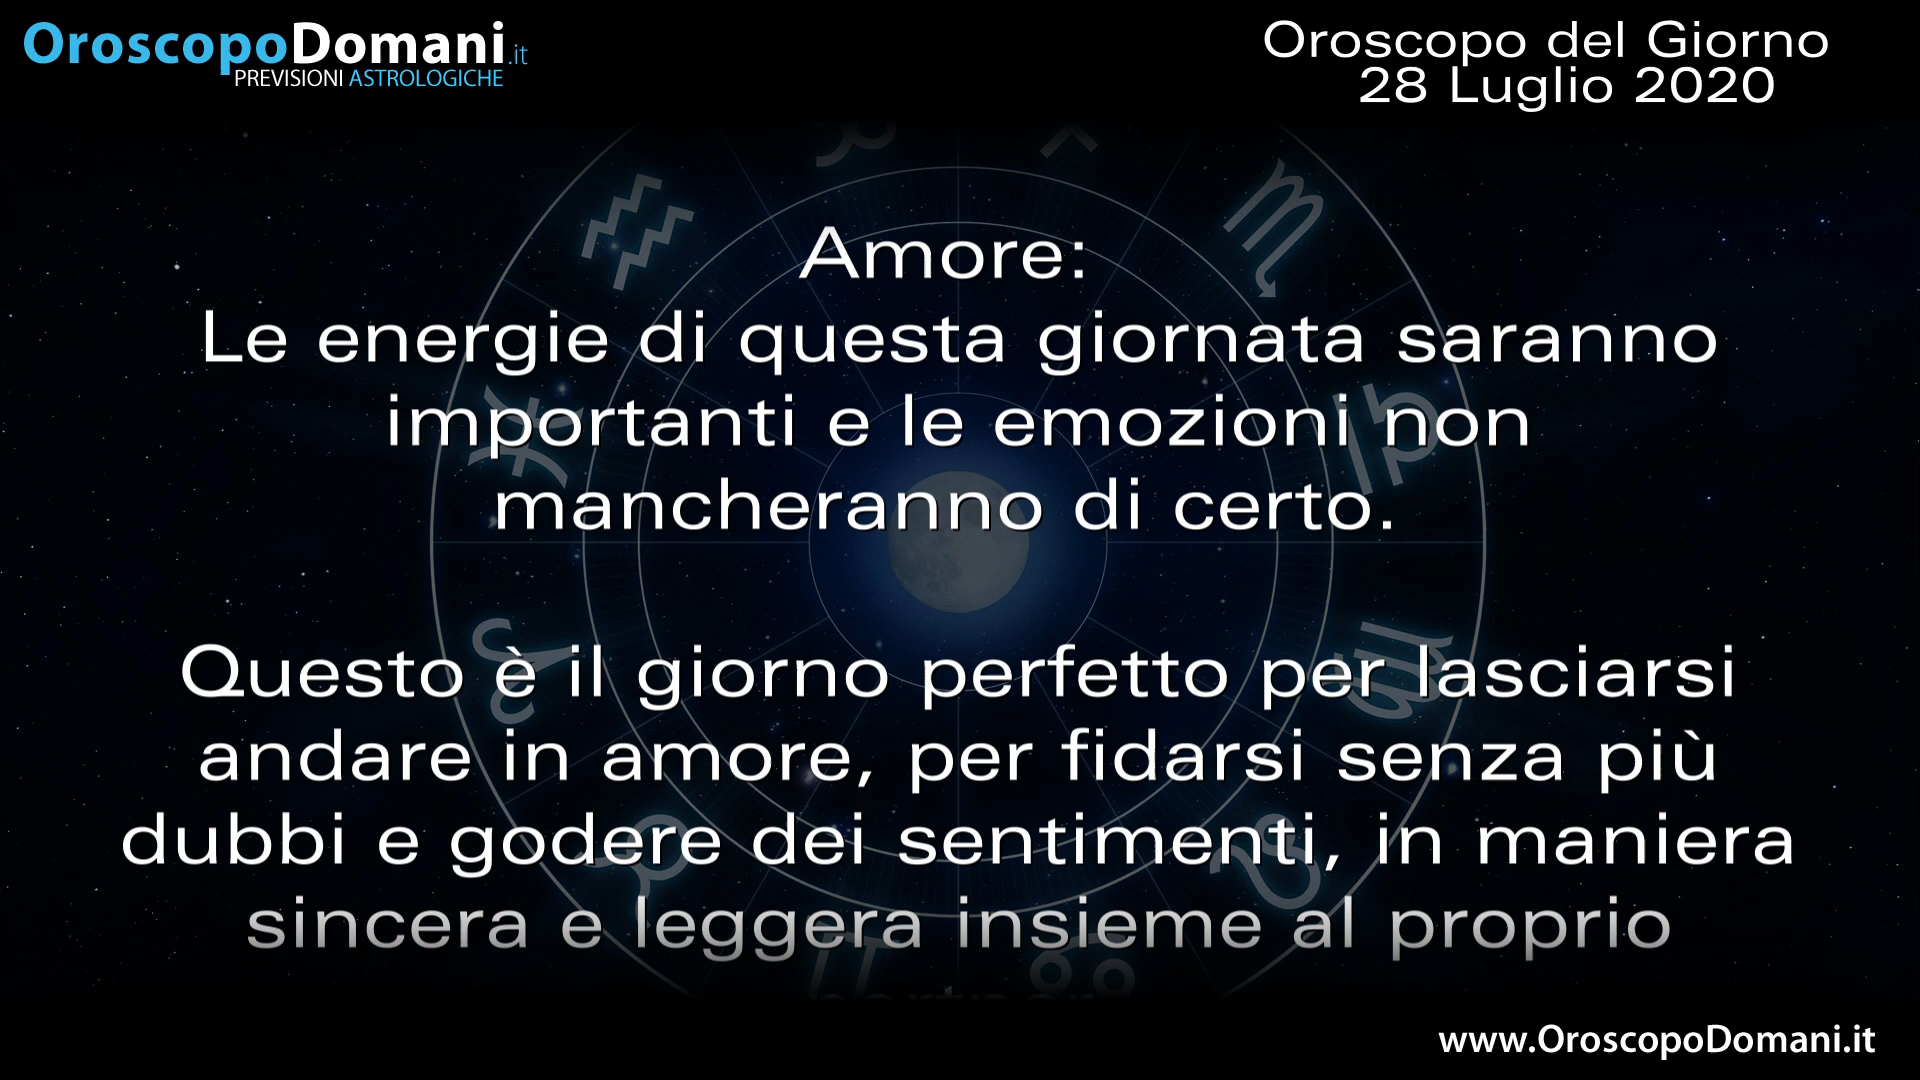 OroscopoDomani.it
PREVISIONI ASTROLOGICHE
Oroscopo del Giorno
28 Luglio 2020
Amore:
Le energie di questa giornata saranno
importanti e le emozioni non
mancheranno di certo.
Questo è il giorno perfetto per lasciarsi
andare in amore, per fidarsi senza più
dubbi e godere dei sentimenti, in maniera
sincera e leggera insieme al proprio
www.OroscopoDomani.it